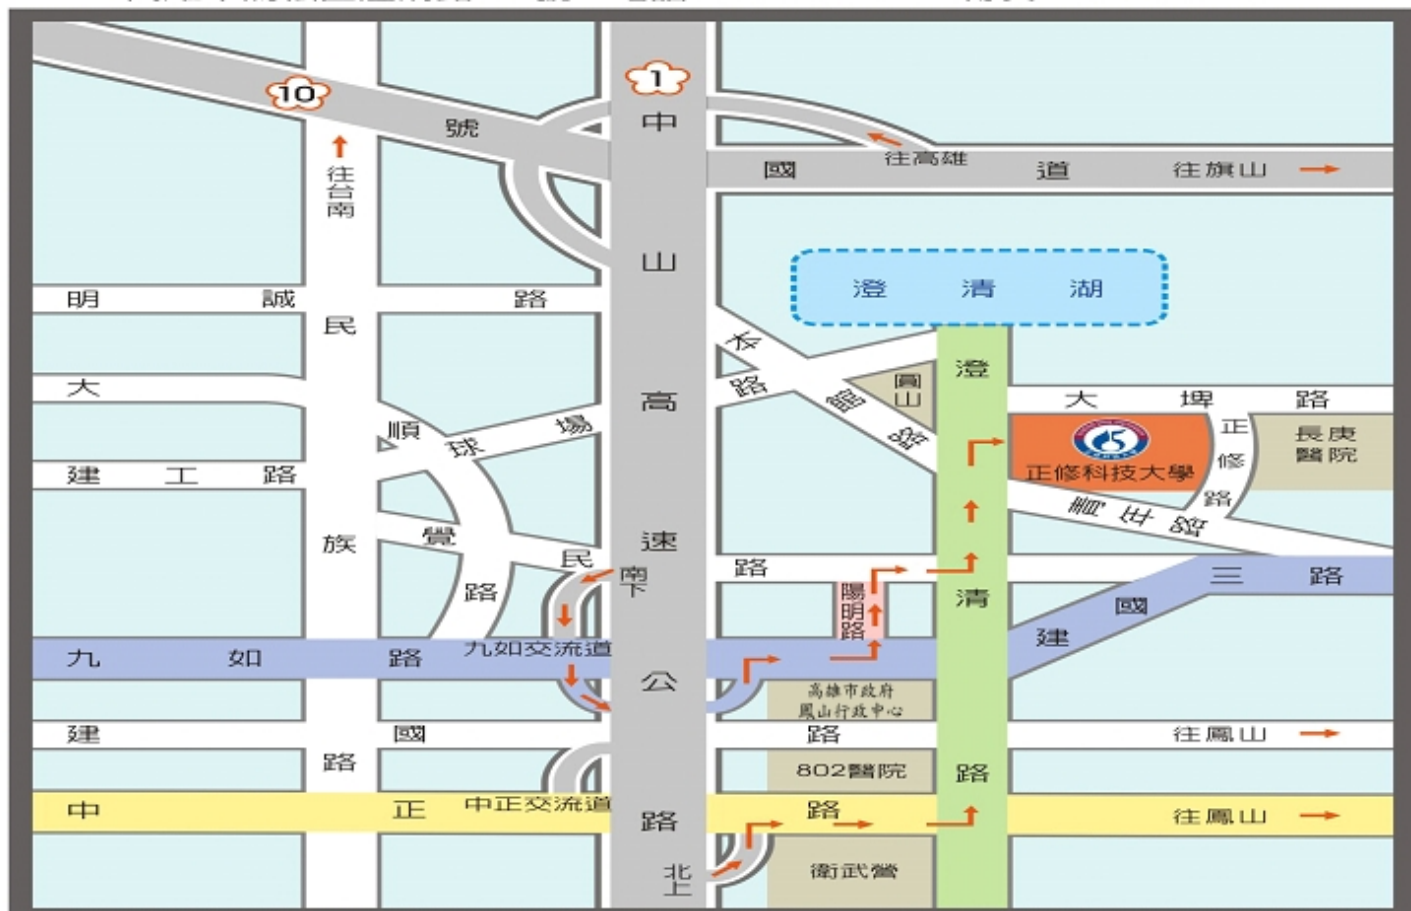 10
1
中山高速公路
號
國道
往高雄
往旗山
往台南
澄清湖
明誠路
民族路
大順
路
本館路
球場路
圓山
澄清路
大埤路
正修科技大學
正修路
長庚
醫院
建工路
覺民路
南下
陽明路
建國三路
九如路
九如交流道
高雄市政府
鳳山行政中心
建國路
往鳳山
802醫院
中正路
中正交流道
往鳳山
北上
衛武營